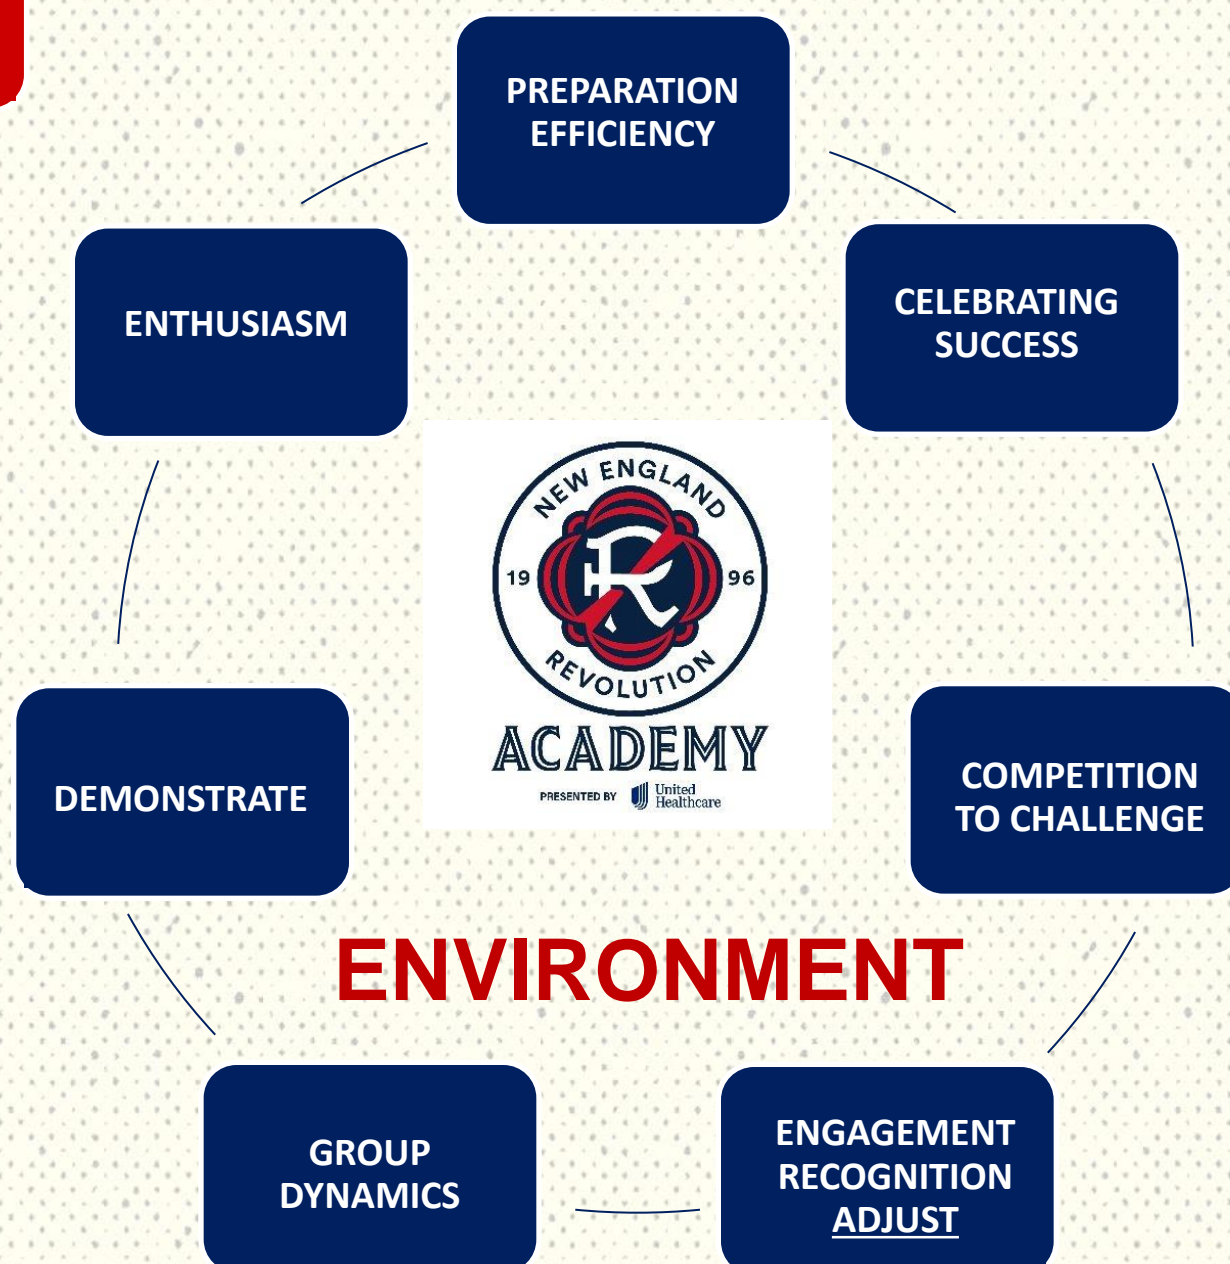 PREPARATION
EFFICIENCY
CELEBRATING
SUCCESS
ENTHUSIASM
NEW ENGLAND
19 96
REVOLUTION
ACADEMY
PRESENTED BY United
Healthcare
COMPETITION
TO CHALLENGE
DEMONSTRATE
ENVIRONMENT
ENGAGEMENT
RECOGNITION
ADJUST
GROUP
DYNAMICS